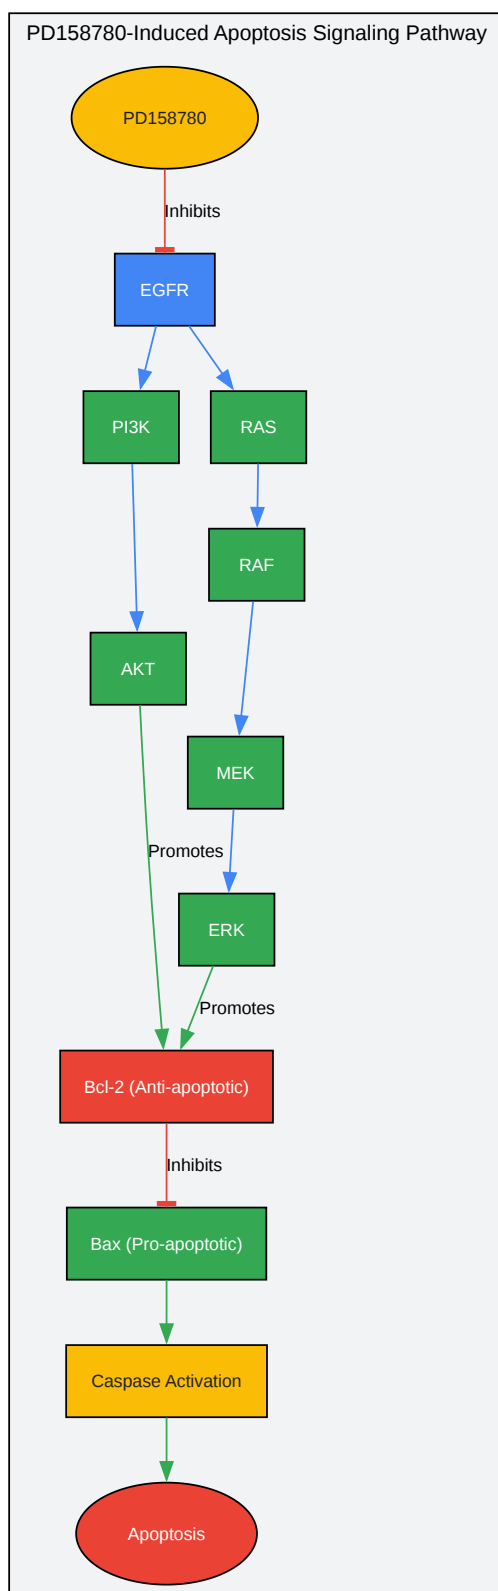 PD158780-Induced Apoptosis Signaling Pathway
PD158780
Inhibits
EGFR
PI3K
RAS
RAF
AKT
MEK
Promotes
ERK
Promotes
Bcl-2 (Anti-apoptotic)
Inhibits
Bax (Pro-apoptotic)
Caspase Activation
Apoptosis